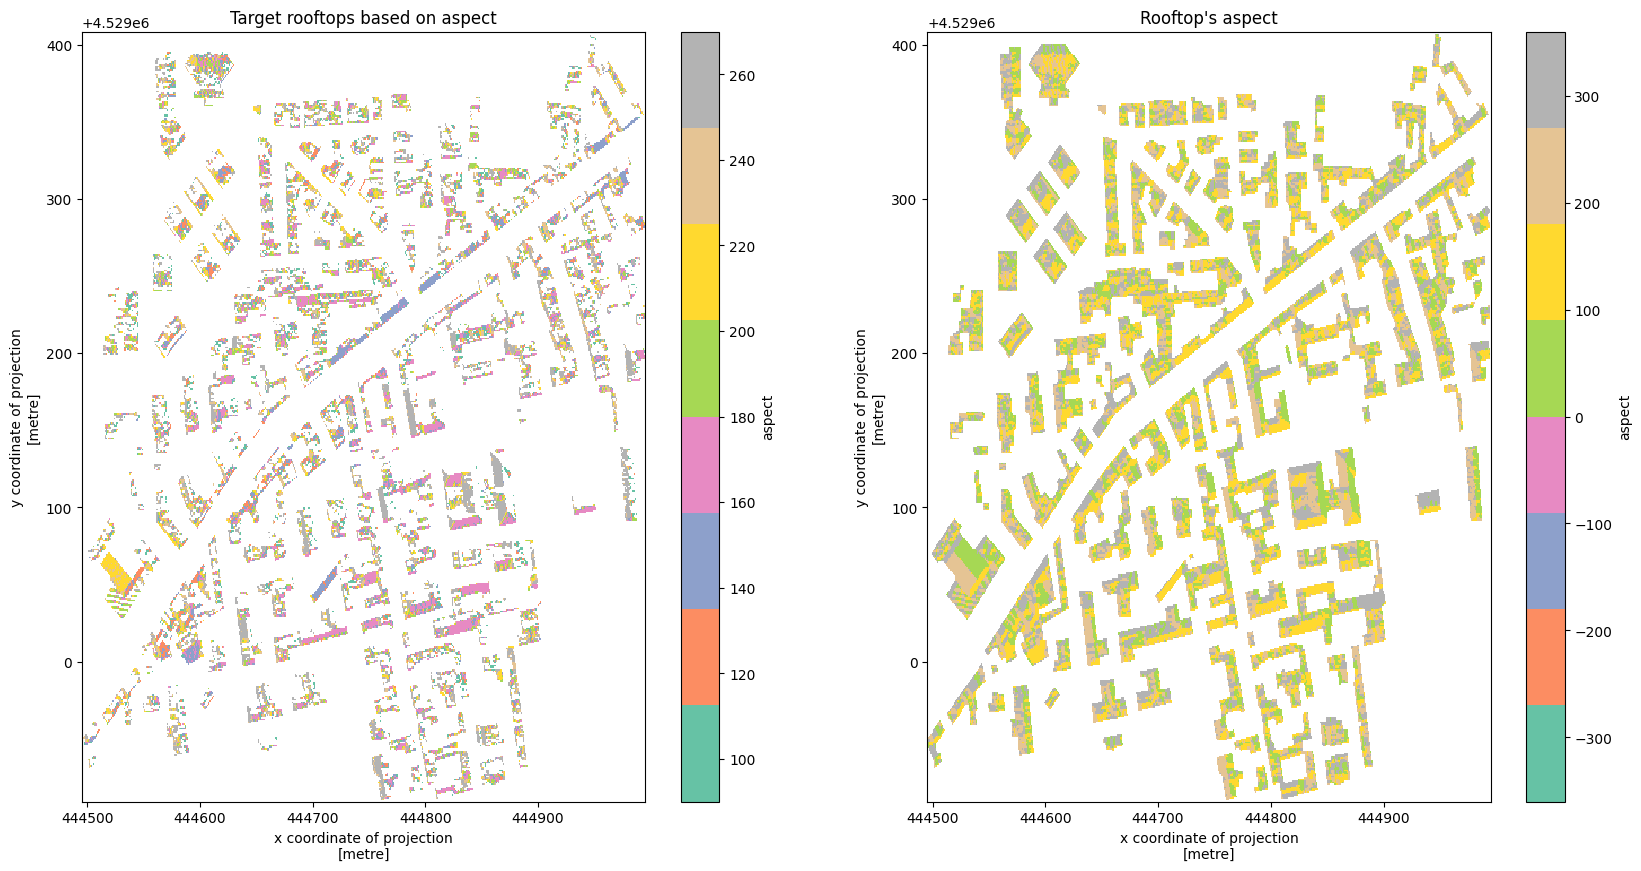 Target rooftops based on aspect
+4.529e6
400
300
200
100
0
444500
444600
444700
444800
444900
x coordinate of projection
[metre]
y coordinate of projection
[metre]
260
240
220
200
180
160
140
120
100
aspect
Rooftop's aspect
+4.529e6
400
300
200
100
0
444500
444600
444700
444800
444900
x coordinate of projection
[metre]
y coordinate of projection
[metre]
300
200
100
0
−100
−200
−300
aspect